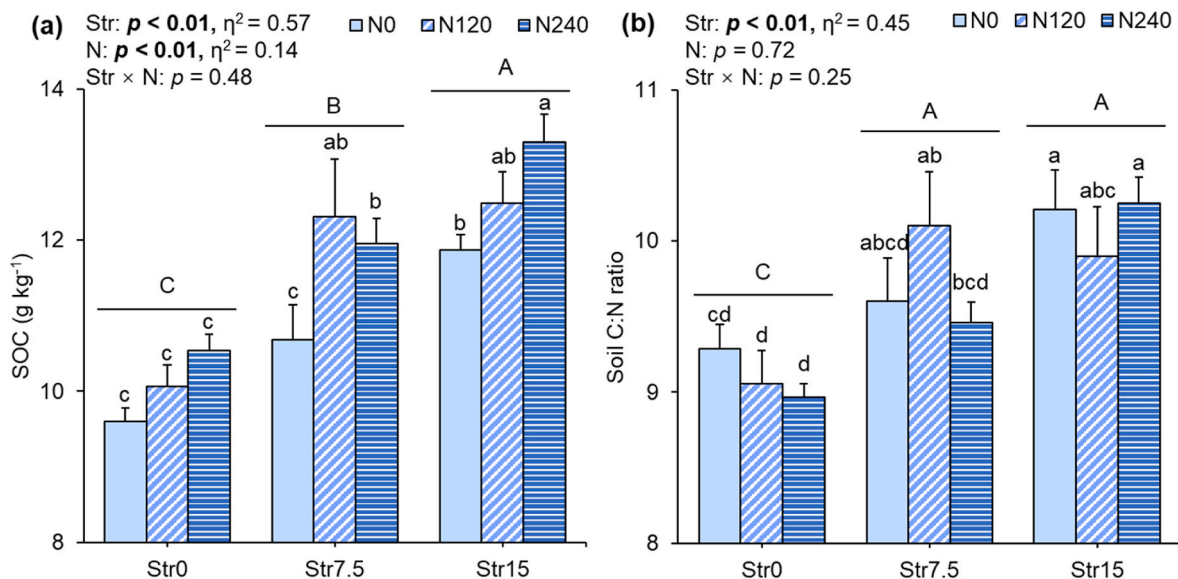 (a) Str: p < 0.01, η² = 0.57 N0 N120 N240
N: p < 0.01, η² = 0.14
Str × N: p = 0.48
14
12
10
8
SOC (g kg⁻¹)
C
B
A
c c c
c ab b
b ab a
Str0 Str7.5 Str15
(b) Str: p < 0.01, η² = 0.45 N0 N120 N240
N: p = 0.72
Str × N: p = 0.25
11
10
9
8
Soil C:N ratio
C
A
A
cd d d
abcd ab bcd
a abc a
Str0 Str7.5 Str15